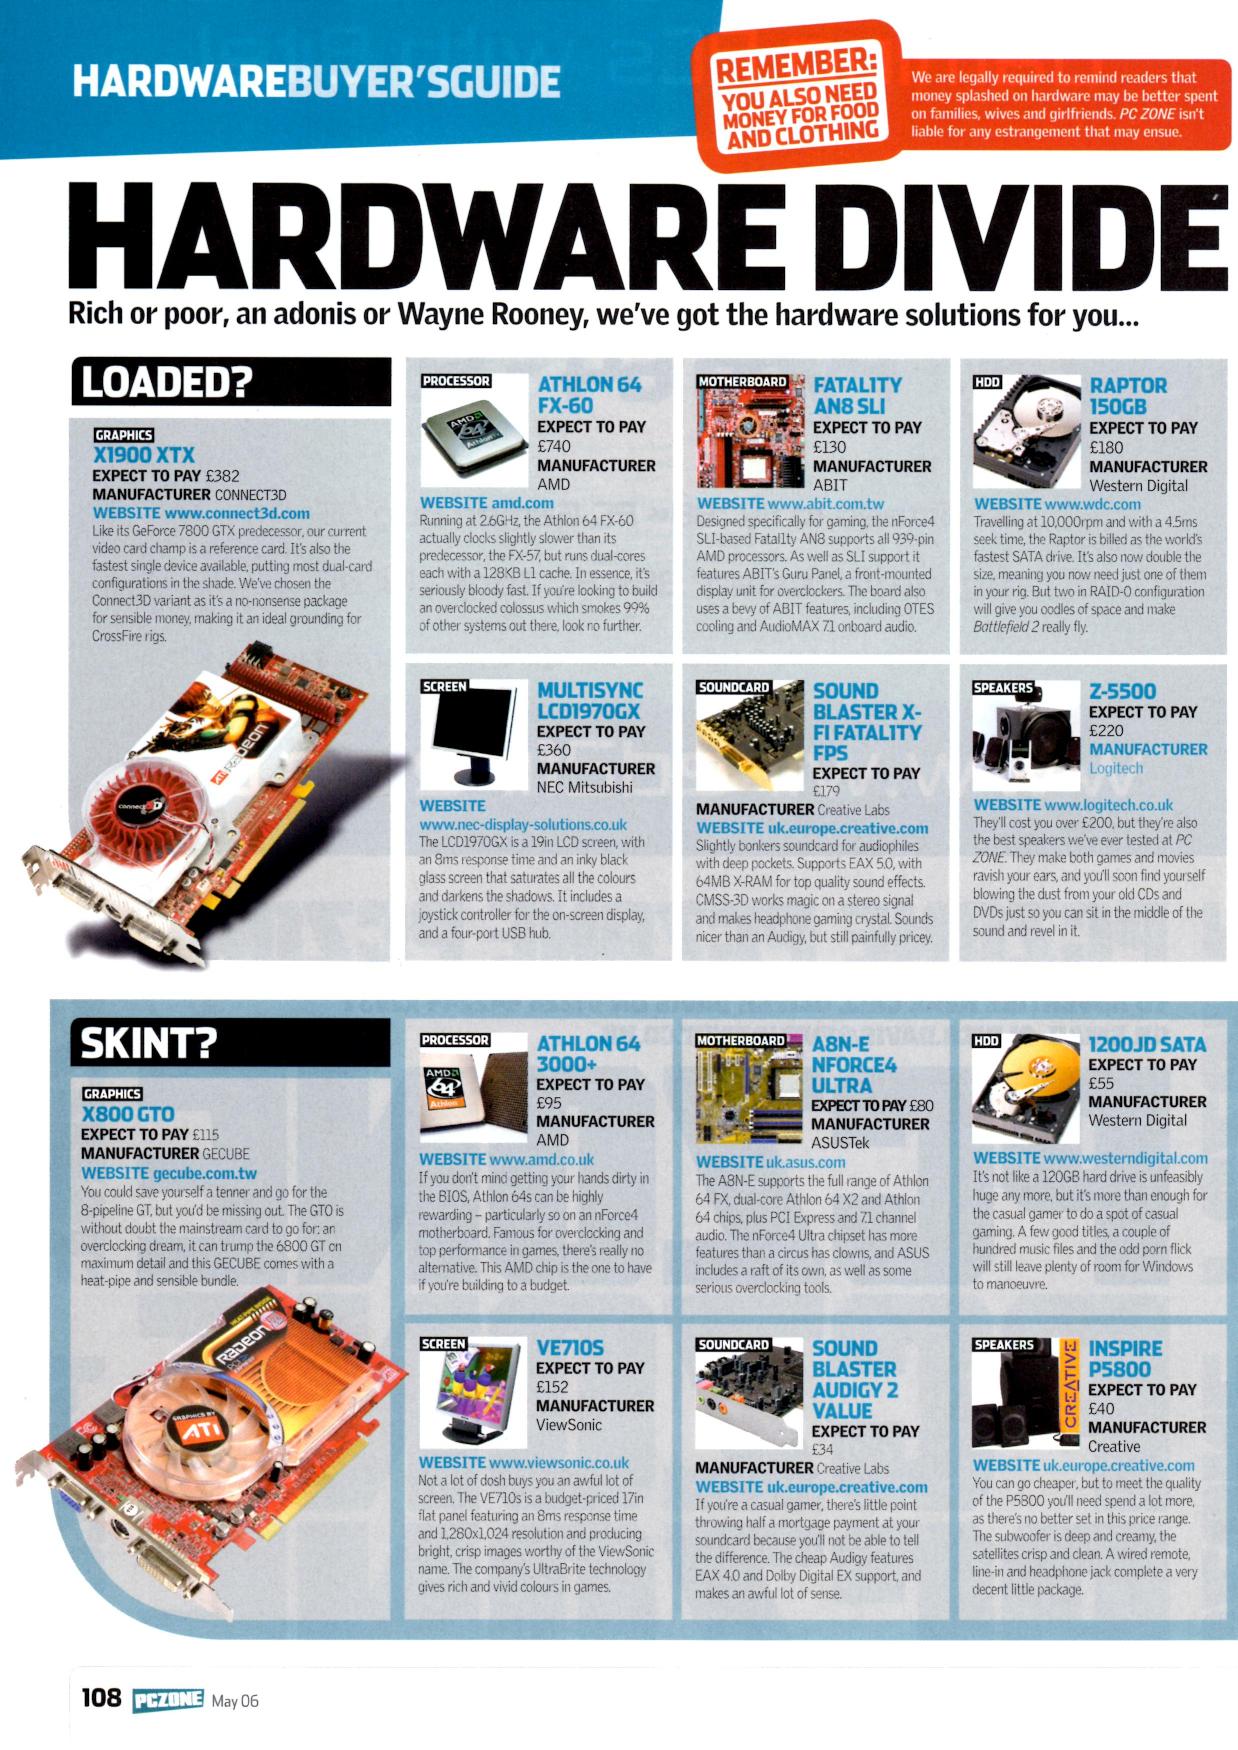 HARDWAREBUYER'SGUIDE
REMEMBER:
YOU ALSO NEED
MONEY FOR FOOD
AND CLOTHING
We are legally required to remind readers that
money splashed on hardware may be better spent
on families, wives and girlfriends. PC ZONE isn't
liable for any estrangement that may ensue.
HARDWARE DIVIDE
Rich or poor, an adonis or Wayne Rooney, we've got the hardware solutions for you...
LOADED?
GRAPHICS
X1900 XTX
EXPECT TO PAY £382
MANUFACTURER CONNECT3D
WEBSITE www.connect3d.com
Like its GeForce 7800 GTX predecessor, our current
video card champ is a reference card. It's also the
fastest single device available, putting most dual-card
configurations in the shade. We've chosen the
Connect3D variant as it's a no-nonsense package
for sensible money, making it an ideal grounding for
CrossFire rigs.
PROCESSOR
ATHLON 64
FX-60
EXPECT TO PAY
£740
MANUFACTURER
AMD
WEBSITE amd.com
Running at 2.6GHz, the Athlon 64 FX-60
actually clocks slightly slower than its
predecessor, the FX-57, but runs dual-cores
each with a 128KB L1 cache. In essence, it's
seriously bloody fast. If you're looking to build
an overclocked colossus which smokes 99%
of other systems out there, look no further.
MOTHERBOARD
FATAL1TY
AN8 SLI
EXPECT TO PAY
£130
MANUFACTURER
ABIT
WEBSITE www.abit.com.tw
Designed specifically for gaming, the nForce4
SLI-based Fatal1ty AN8 supports all 939-pin
AMD processors. As well as SLI support it
features ABIT's Guru Panel, a front-mounted
display unit for overclockers. The board also
uses a bevy of ABIT features, including OTES
cooling and AudioMAX 7.1 onboard audio.
HDD
RAPTOR
150GB
EXPECT TO PAY
£180
MANUFACTURER
Western Digital
WEBSITE www.wdc.com
Travelling at 10,000rpm and with a 4.5ms
seek time, the Raptor is billed as the world's
fastest SATA drive. It's also now double the
size, meaning you now need just one of them
in your rig. But two in RAID-0 configuration
will give you oodles of space and make
Battlefield 2 really fly.
SCREEN
MULTISYNC
LCD1970GX
EXPECT TO PAY
£360
MANUFACTURER
NEC Mitsubishi
WEBSITE
www.nec-display-solutions.co.uk
The LCD1970GX is a 19in LCD screen, with
an 8ms response time and an inky black
glass screen that saturates all the colours
and darkens the shadows. It includes a
joystick controller for the on-screen display,
and a four-port USB hub.
SOUNDCARD
SOUND
BLASTER X-
FI FATAL1TY
FPS
EXPECT TO PAY
£179
MANUFACTURER Creative Labs
WEBSITE uk.europe.creative.com
Slightly bonkers soundcard for audiophiles
with deep pockets. Supports EAX 5.0, with
64MB X-RAM for top quality sound effects.
CMSS-3D works magic on a stereo signal
and makes headphone gaming crystal. Sounds
nicer than an Audigy, but still painfully pricey.
SPEAKERS
Z-5500
EXPECT TO PAY
£220
MANUFACTURER
Logitech
WEBSITE www.logitech.co.uk
They'll cost you over £200, but they're also
the best speakers we've ever tested at PC
ZONE. They make both games and movies
ravish your ears, and you'll soon find yourself
blowing the dust from your old CDs and
DVDs just so you can sit in the middle of the
sound and revel in it.
SKINT?
GRAPHICS
X800 GTO
EXPECT TO PAY £115
MANUFACTURER GECUBE
WEBSITE gecube.com.tw
You could save yourself a tenner and go for the
8-pipeline GT, but you'd be missing out. The GTO is
without doubt the mainstream card to go for: an
overclocking dream, it can trump the 6800 GT on
maximum detail and this GECUBE comes with a
heat-pipe and sensible bundle.
PROCESSOR
ATHLON 64
3000+
EXPECT TO PAY
£95
MANUFACTURER
AMD
WEBSITE www.amd.co.uk
If you don't mind getting your hands dirty in
the BIOS, Athlon 64s can be highly
rewarding – particularly so on an nForce4
motherboard. Famous for overclocking and
top performance in games, there's really no
alternative. This AMD chip is the one to have
if you're building to a budget.
MOTHERBOARD
A8N-E
NFORCE4
ULTRA
EXPECT TO PAY £80
MANUFACTURER
ASUSTek
WEBSITE uk.asus.com
The A8N-E supports the full range of Athlon
64 FX, dual-core Athlon 64 X2 and Athlon
64 chips, plus PCI Express and 7.1 channel
audio. The nForce4 Ultra chipset has more
features than a circus has clowns, and ASUS
includes a raft of its own, as well as some
serious overclocking tools.
HDD
1200JD SATA
EXPECT TO PAY
£55
MANUFACTURER
Western Digital
WEBSITE www.westerndigital.com
It's not like a 120GB hard drive is unfeasibly
huge any more, but it's more than enough for
the casual gamer to do a spot of casual
gaming. A few good titles, a couple of
hundred music files and the odd porn flick
will still leave plenty of room for Windows
to manoeuvre.
SCREEN
VE710S
EXPECT TO PAY
£152
MANUFACTURER
ViewSonic
WEBSITE www.viewsonic.co.uk
Not a lot of dosh buys you an awful lot of
screen. The VE710s is a budget-priced 17in
flat panel featuring an 8ms response time
and 1,280x1,024 resolution and producing
bright, crisp images worthy of the ViewSonic
name. The company's UltraBrite technology
gives rich and vivid colours in games.
SOUNDCARD
SOUND
BLASTER
AUDIGY 2
VALUE
EXPECT TO PAY
£34
MANUFACTURER Creative Labs
WEBSITE uk.europe.creative.com
If you're a casual gamer, there's little point
throwing half a mortgage payment at your
soundcard because you'll not be able to tell
the difference. The cheap Audigy features
EAX 4.0 and Dolby Digital EX support, and
makes an awful lot of sense.
SPEAKERS
CREATIVE
INSPIRE
P5800
EXPECT TO PAY
£40
MANUFACTURER
Creative
WEBSITE uk.europe.creative.com
You can go cheaper, but to meet the quality
of the P5800 you'll need spend a lot more,
as there's no better set in this price range.
The subwoofer is deep and creamy, the
satellites crisp and clean. A wired remote,
line-in and headphone jack complete a very
decent little package.
108 PCZONE May 06